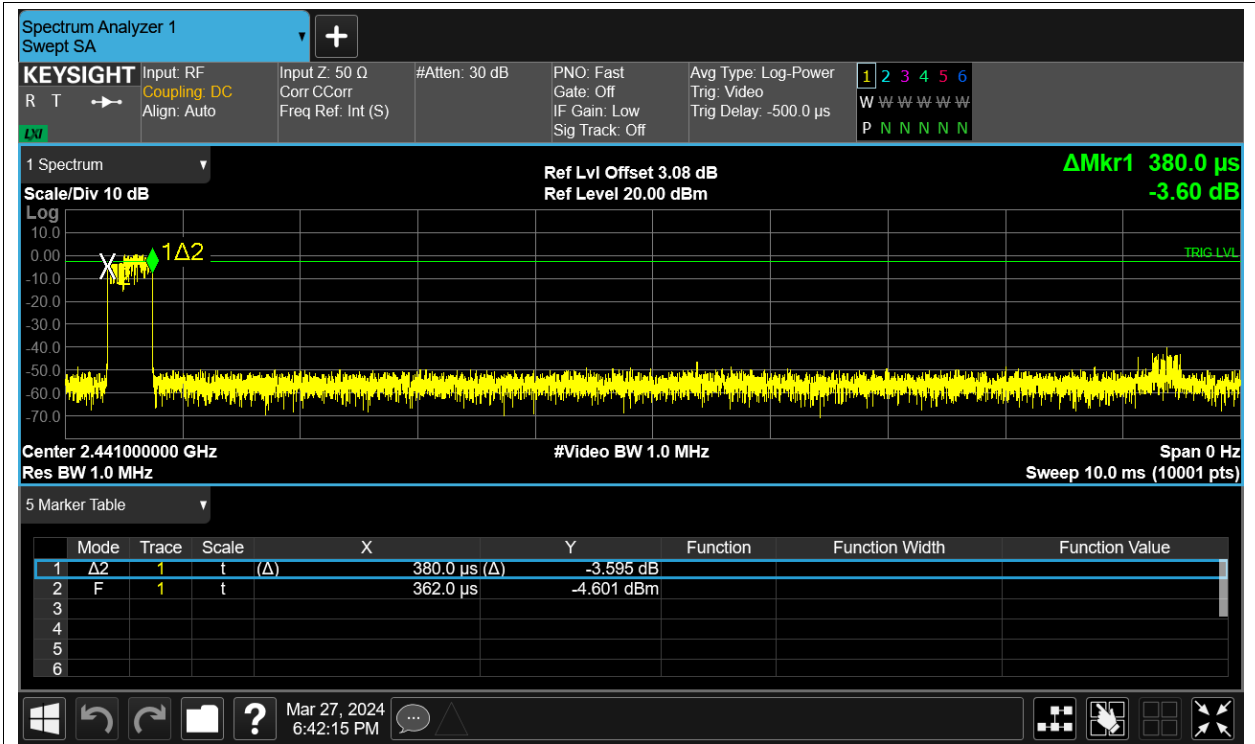 Spectrum Analyzer 1
Swept SA
KEYSIGHT Input: RF Input Z: 50 Ω #Atten: 30 dB PNO: Fast Avg Type: Log-Power 1 2 3 4 5 6
R T Coupling: DC Corr CCorr Gate: Off Trig: Video W W W W W W
Align: Auto Freq Ref: Int (S) IF Gain: Low Trig Delay: -500.0 µs
LXI Sig Track: Off P N N N N N
1 Spectrum Ref Lvl Offset 3.08 dB ΔMkr1 380.0 µs
Scale/Div 10 dB Ref Level 20.00 dBm -3.60 dB
Log
10.0
1Δ2
0.00 TRIG LVL
-10.0
-20.0
-30.0
-40.0
-50.0
-60.0
-70.0
Center 2.441000000 GHz #Video BW 1.0 MHz Span 0 Hz
Res BW 1.0 MHz Sweep 10.0 ms (10001 pts)
5 Marker Table
Mode Trace Scale X Y Function Function Width Function Value
1 Δ2 1 t (Δ) 380.0 µs (Δ) -3.595 dB
2 F 1 t 362.0 µs -4.601 dBm
3
4
5
6
? Mar 27, 2024
6:42:15 PM